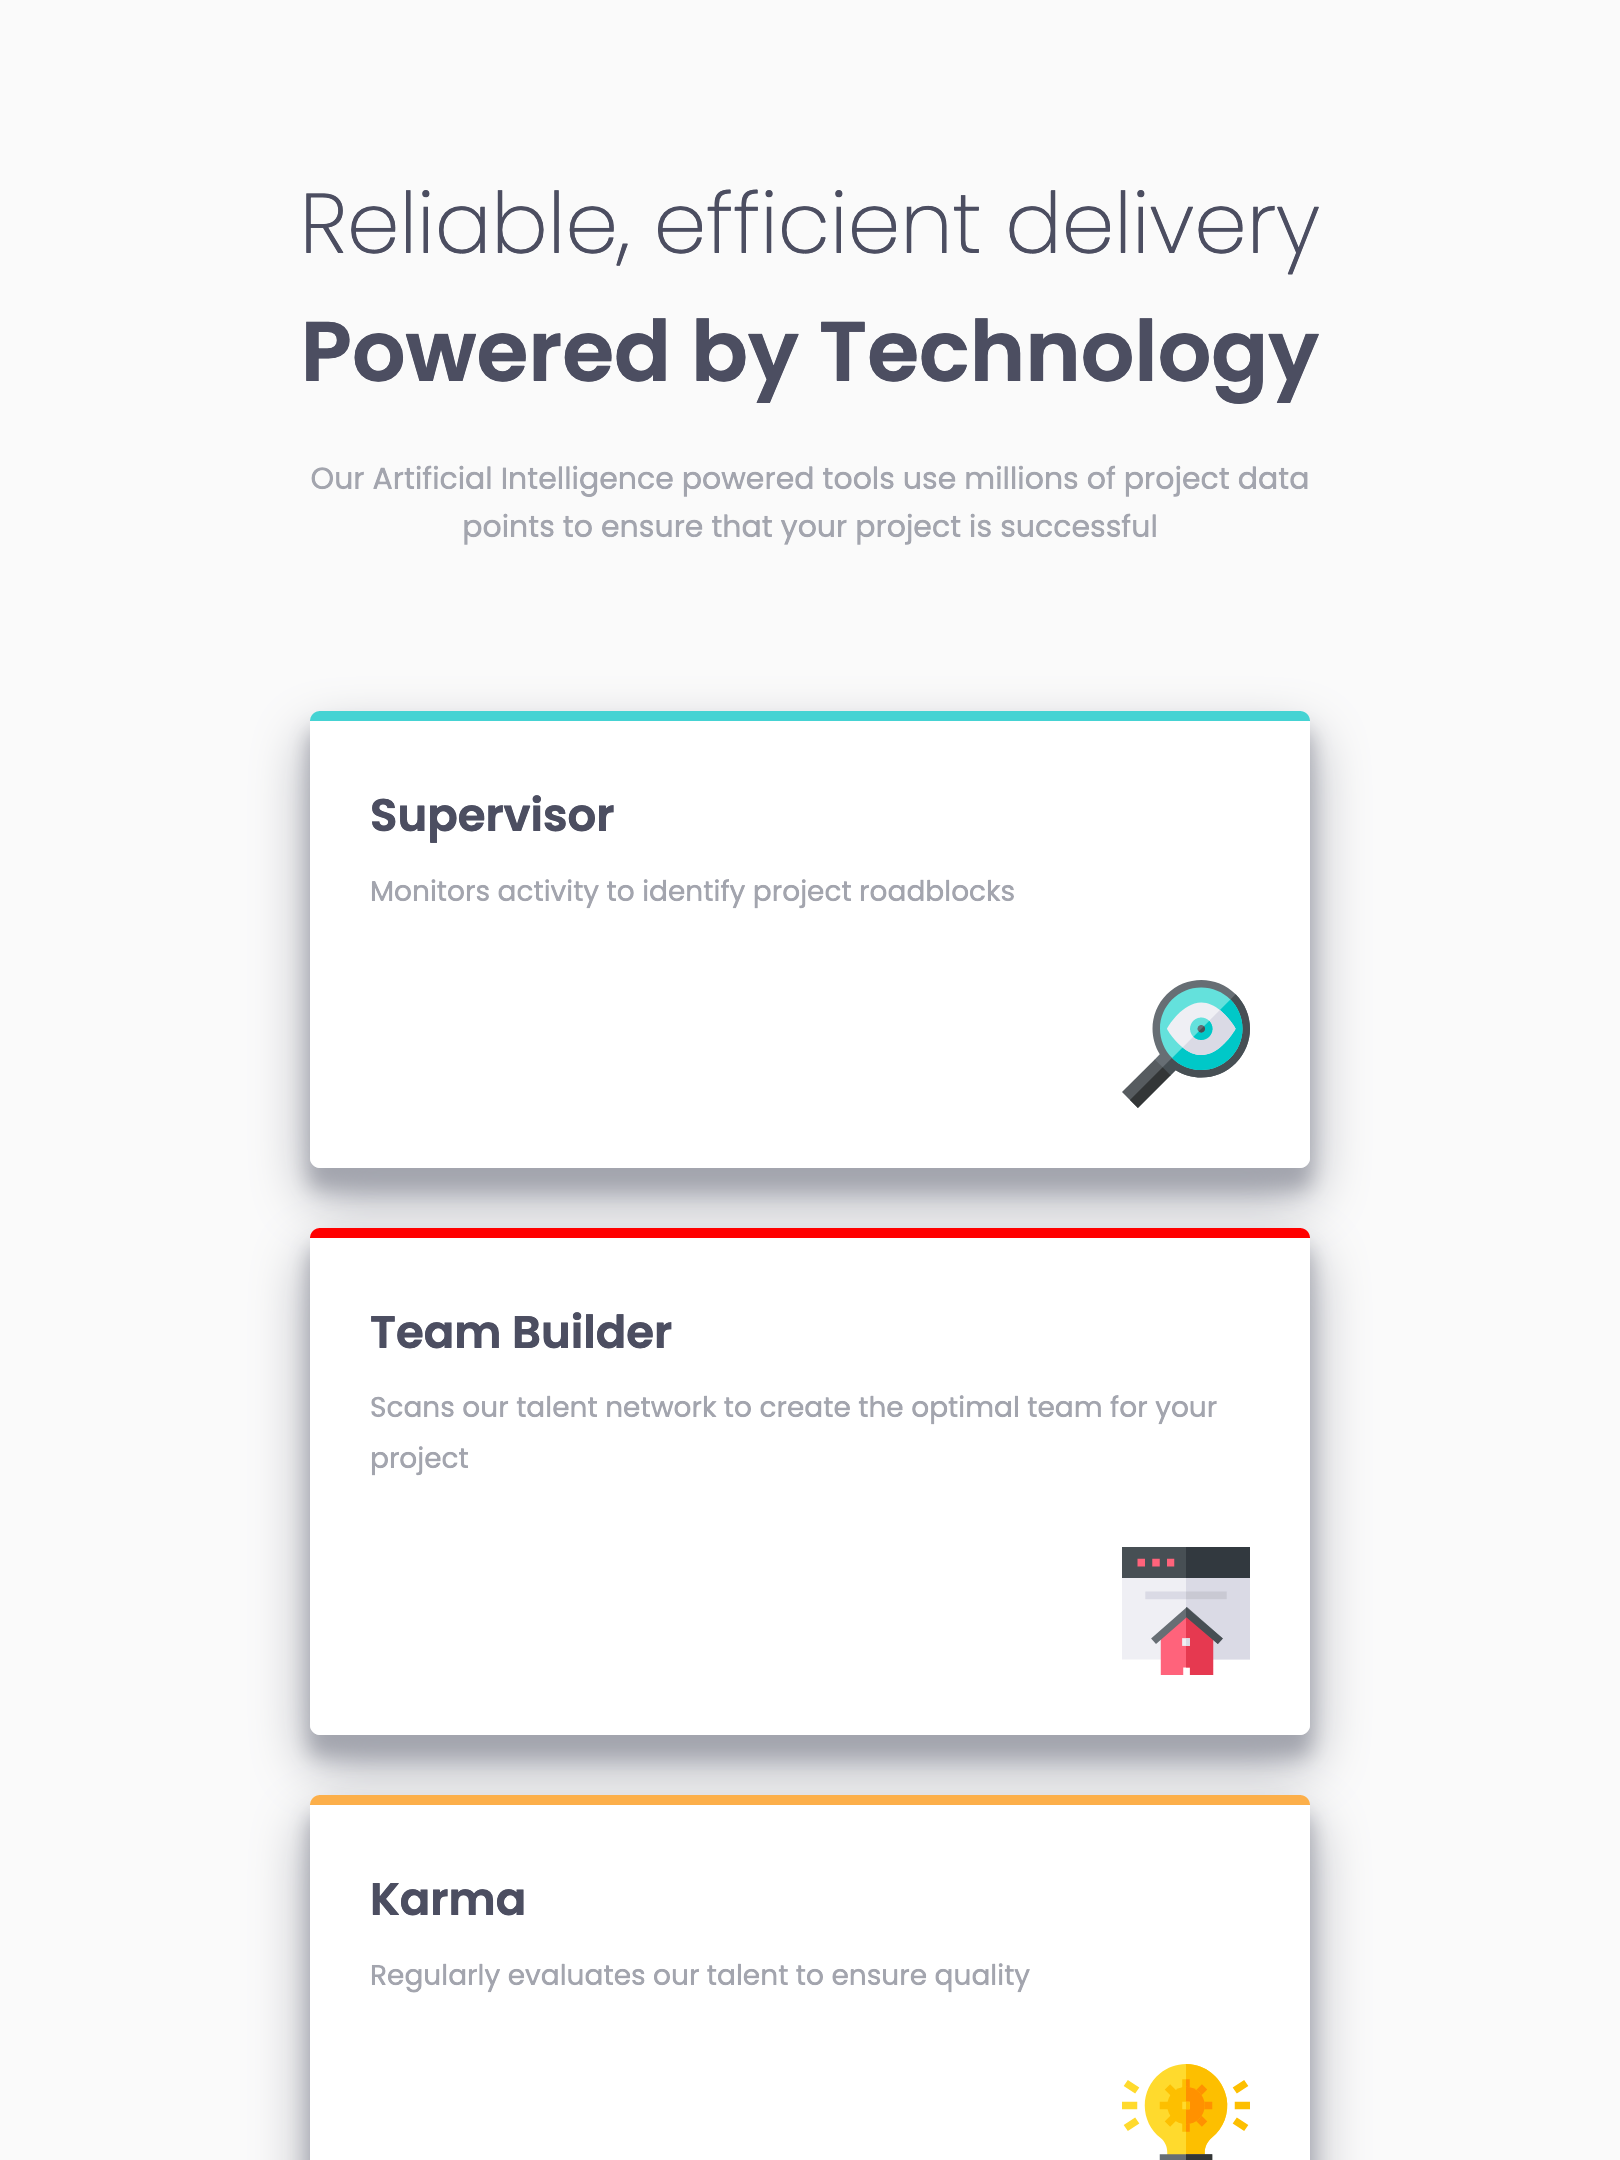 Reliable, efficient delivery
Powered by Technology
Our Artificial Intelligence powered tools use millions of project data
points to ensure that your project is successful
Supervisor
Monitors activity to identify project roadblocks
Team Builder
Scans our talent network to create the optimal team for your
project
Karma
Regularly evaluates our talent to ensure quality